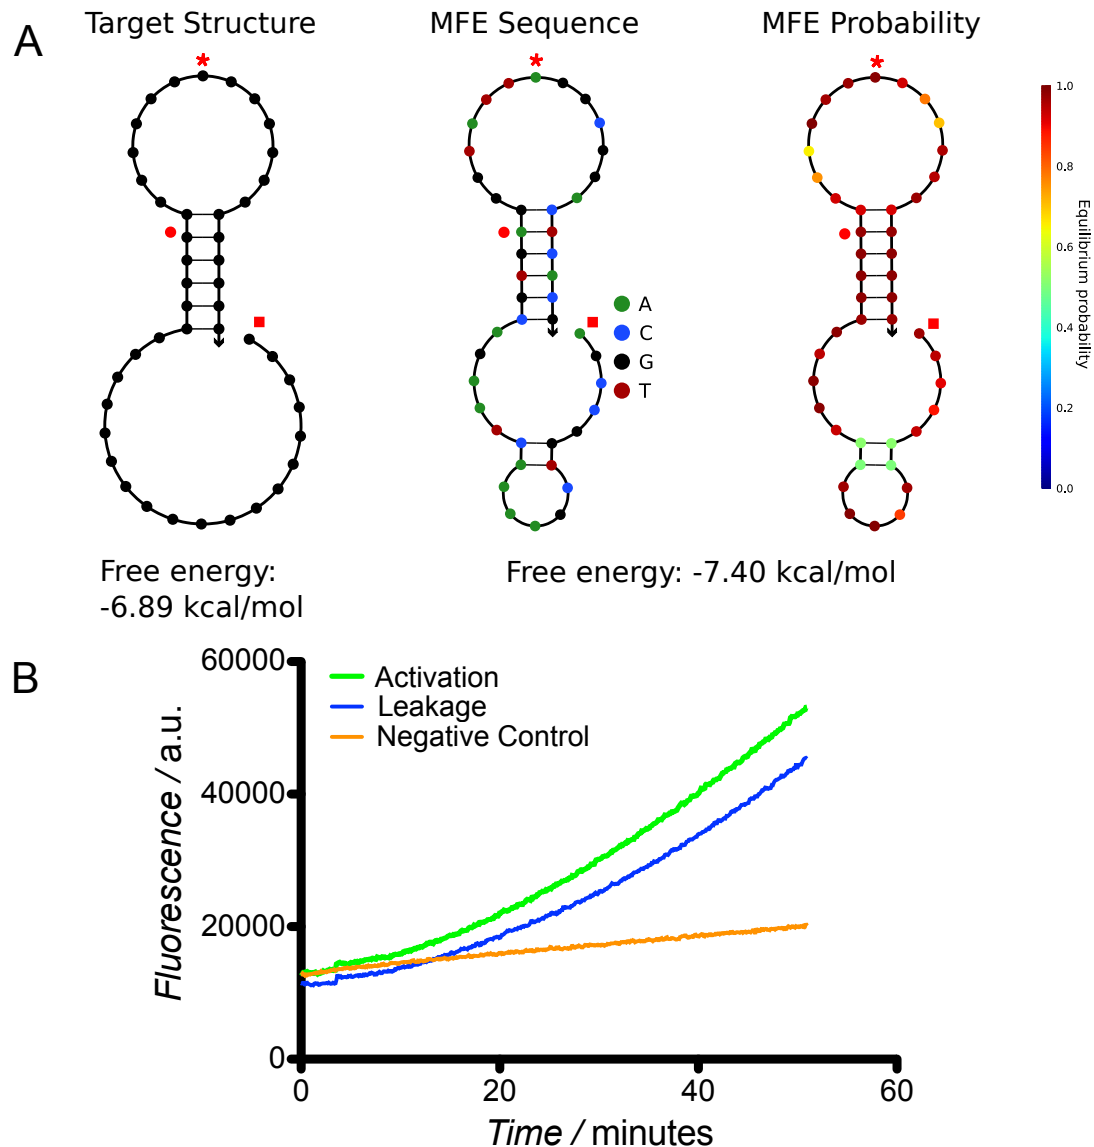 A
Target Structure
MFE Sequence
MFE Probability
*
*
*
1.0
0.8
0.6
0.4
0.2
0.0
Equilibrium probability
A
C
G
T
Free energy:
-6.89 kcal/mol
Free energy: -7.40 kcal/mol
B
60000
40000
20000
0
Fluorescence / a.u.
Activation
Leakage
Negative Control
0
20
40
60
Time / minutes